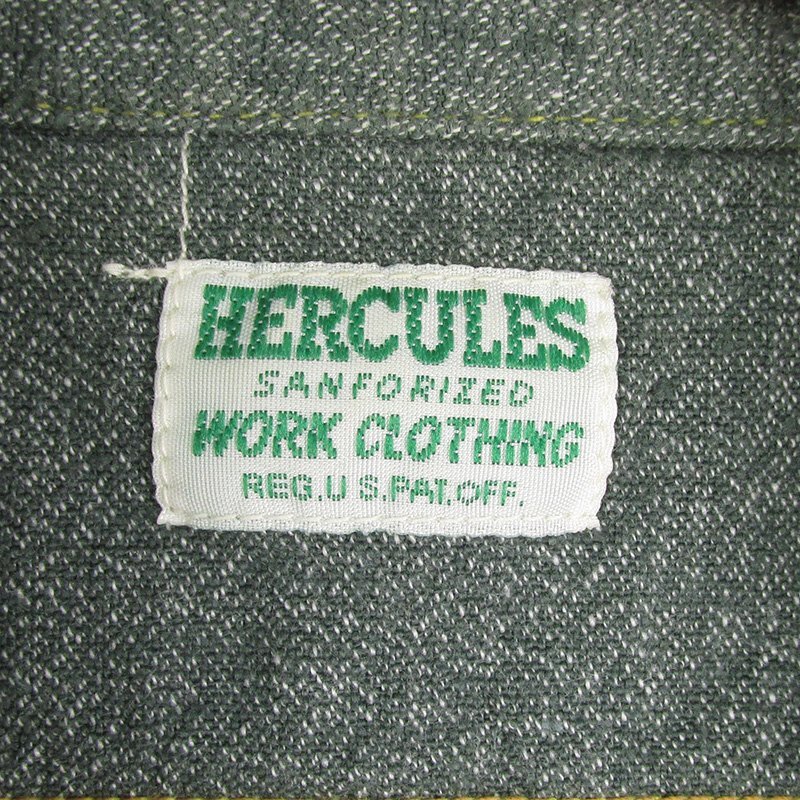 HERCULES
SANFORIZED
WORK CLOTHING
REG.U S.PAT.OFF.